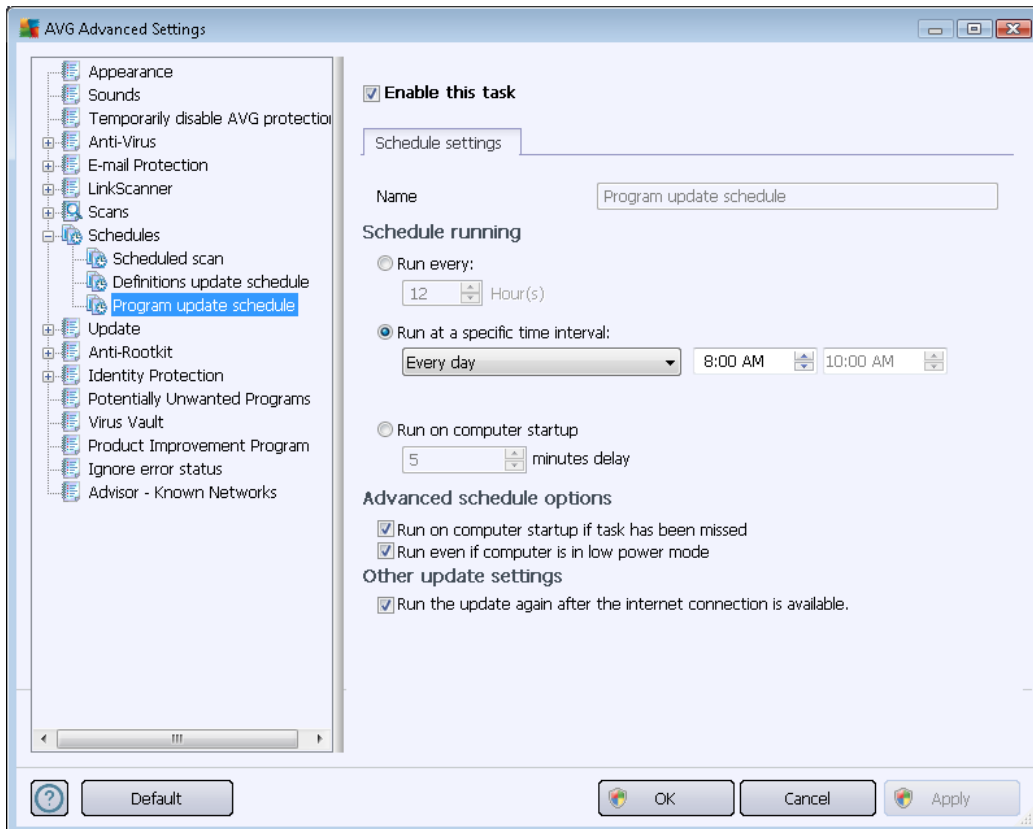 AVG Advanced Settings
Appearance
Sounds
Temporarily disable AVG protection
Anti-Virus
E-mail Protection
LinkScanner
Scans
Schedules
Scheduled scan
Definitions update schedule
Program update schedule
Update
Anti-Rootkit
Identity Protection
Potentially Unwanted Programs
Virus Vault
Product Improvement Program
Ignore error status
Advisor - Known Networks
Enable this task
Schedule settings
Name Program update schedule
Schedule running
Run every:
12 Hour(s)
Run at a specific time interval:
Every day 8:00 AM 10:00 AM
Run on computer startup
5 minutes delay
Advanced schedule options
Run on computer startup if task has been missed
Run even if computer is in low power mode
Other update settings
Run the update again after the internet connection is available.
? Default OK Cancel Apply